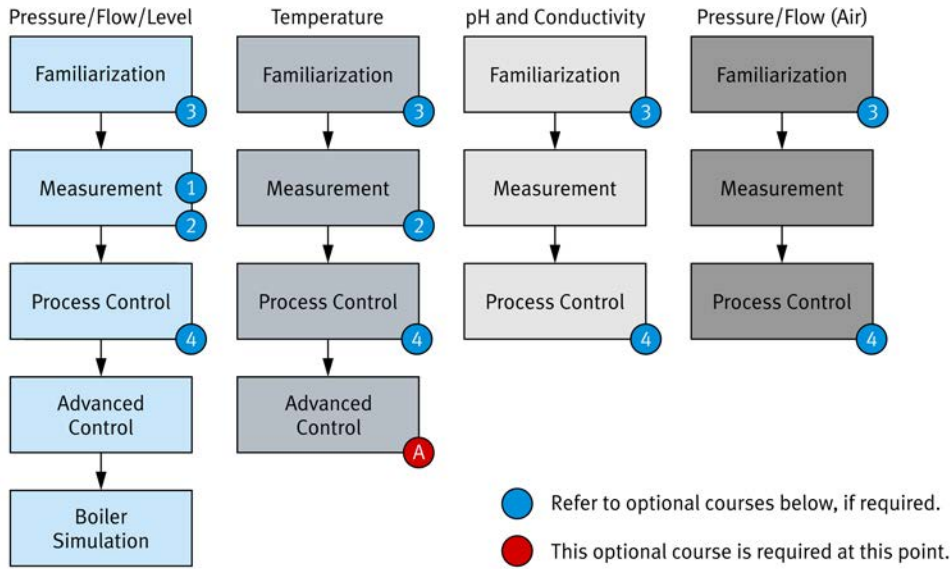 Pressure/Flow/Level
Familiarization
3
Measurement
1
2
Process Control
4
Advanced
Control
Boiler
Simulation
Temperature
Familiarization
3
Measurement
2
Process Control
4
Advanced
Control
A
pH and Conductivity
Familiarization
3
Measurement
Process Control
4
Pressure/Flow (Air)
Familiarization
3
Measurement
Process Control
4
Refer to optional courses below, if required.
This optional course is required at this point.